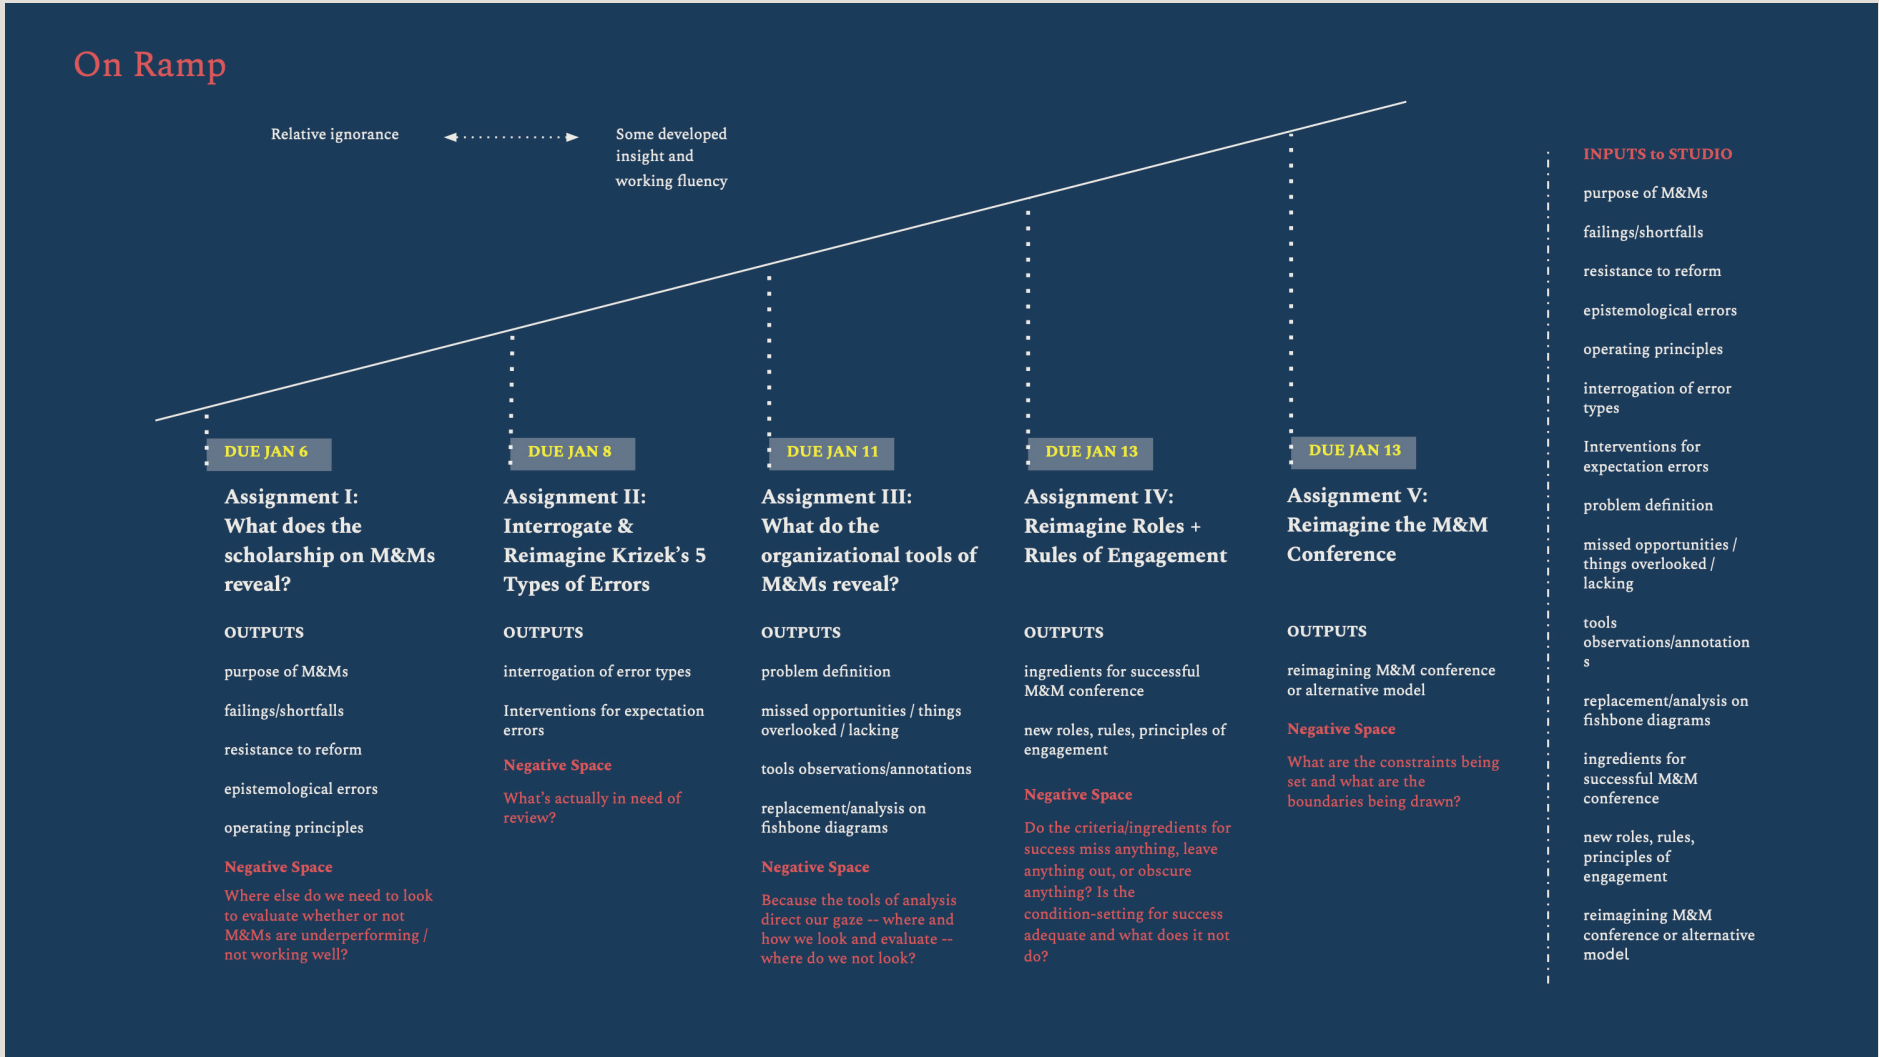 On Ramp
Relative ignorance
Some developed
insight and
working fluency
DUE JAN 6
Assignment I:
What does the
scholarship on M&Ms
reveal?
OUTPUTS
purpose of M&Ms
failings/shortfalls
resistance to reform
epistemological errors
operating principles
Negative Space
Where else do we need to look
to evaluate whether or not
M&Ms are underperforming /
not working well?
DUE JAN 8
Assignment II:
Interrogate &
Reimagine Krizek’s 5
Types of Errors
OUTPUTS
interrogation of error types
Interventions for expectation
errors
Negative Space
What’s actually in need of
review?
DUE JAN 11
Assignment III:
What do the
organizational tools of
M&Ms reveal?
OUTPUTS
problem definition
missed opportunities / things
overlooked / lacking
tools observations/annotations
replacement/analysis on
fishbone diagrams
Negative Space
Because the tools of analysis
direct our gaze -- where and
how we look and evaluate --
where do we not look?
DUE JAN 13
Assignment IV:
Reimagine Roles +
Rules of Engagement
OUTPUTS
ingredients for successful
M&M conference
new roles, rules, principles of
engagement
Negative Space
Do the criteria/ingredients for
success miss anything, leave
anything out, or obscure
anything? Is the
condition-setting for success
adequate and what does it not
do?
DUE JAN 13
Assignment V:
Reimagine the M&M
Conference
OUTPUTS
reimagining M&M conference
or alternative model
Negative Space
What are the constraints being
set and what are the
boundaries being drawn?
INPUTS to STUDIO
purpose of M&Ms
failings/shortfalls
resistance to reform
epistemological errors
operating principles
interrogation of error
types
Interventions for
expectation errors
problem definition
missed opportunities /
things overlooked /
lacking
tools
observations/annotation
s
replacement/analysis on
fishbone diagrams
ingredients for
successful M&M
conference
new roles, rules,
principles of
engagement
reimagining M&M
conference or alternative
model